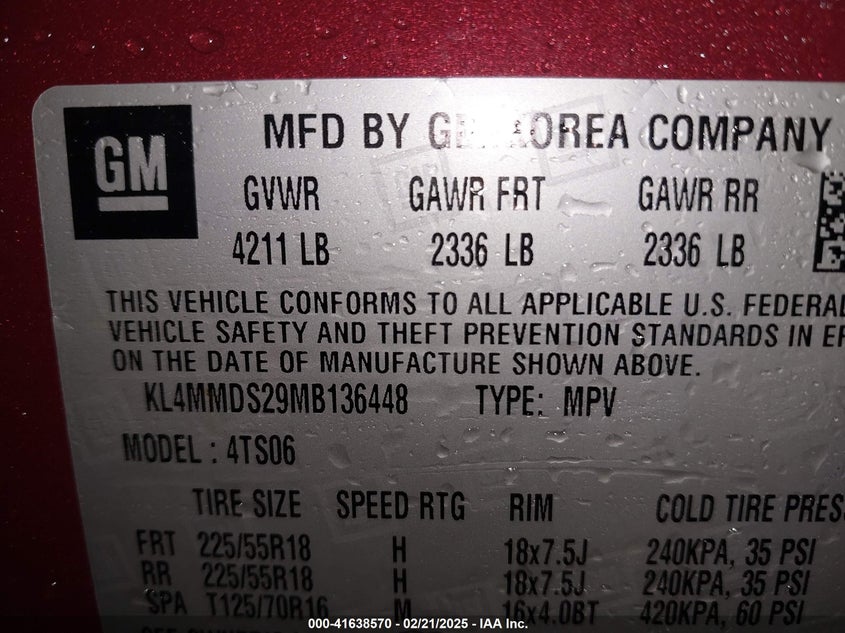 GM
MFD BY GM KOREA COMPANY
GVWR GAWR FRT GAWR RR
4211 LB 2336 LB 2336 LB
THIS VEHICLE CONFORMS TO ALL APPLICABLE U.S. FEDERAL
VEHICLE SAFETY AND THEFT PREVENTION STANDARDS IN EF
ON THE DATE OF MANUFACTURE SHOWN ABOVE.
KL4MMDS29MB136448 TYPE: MPV
MODEL : 4TS06
TIRE SIZE SPEED RTG RIM COLD TIRE PRES
FRT 225/55R18 H 18x7.5J 240KPA, 35 PSI
RR 225/55R18 H 18x7.5J 240KPA, 35 PSI
SPA T125/70R16 M 16x4.0BT 420KPA, 60 PSI
000-41638570 - 02/21/2025 - IAA Inc.